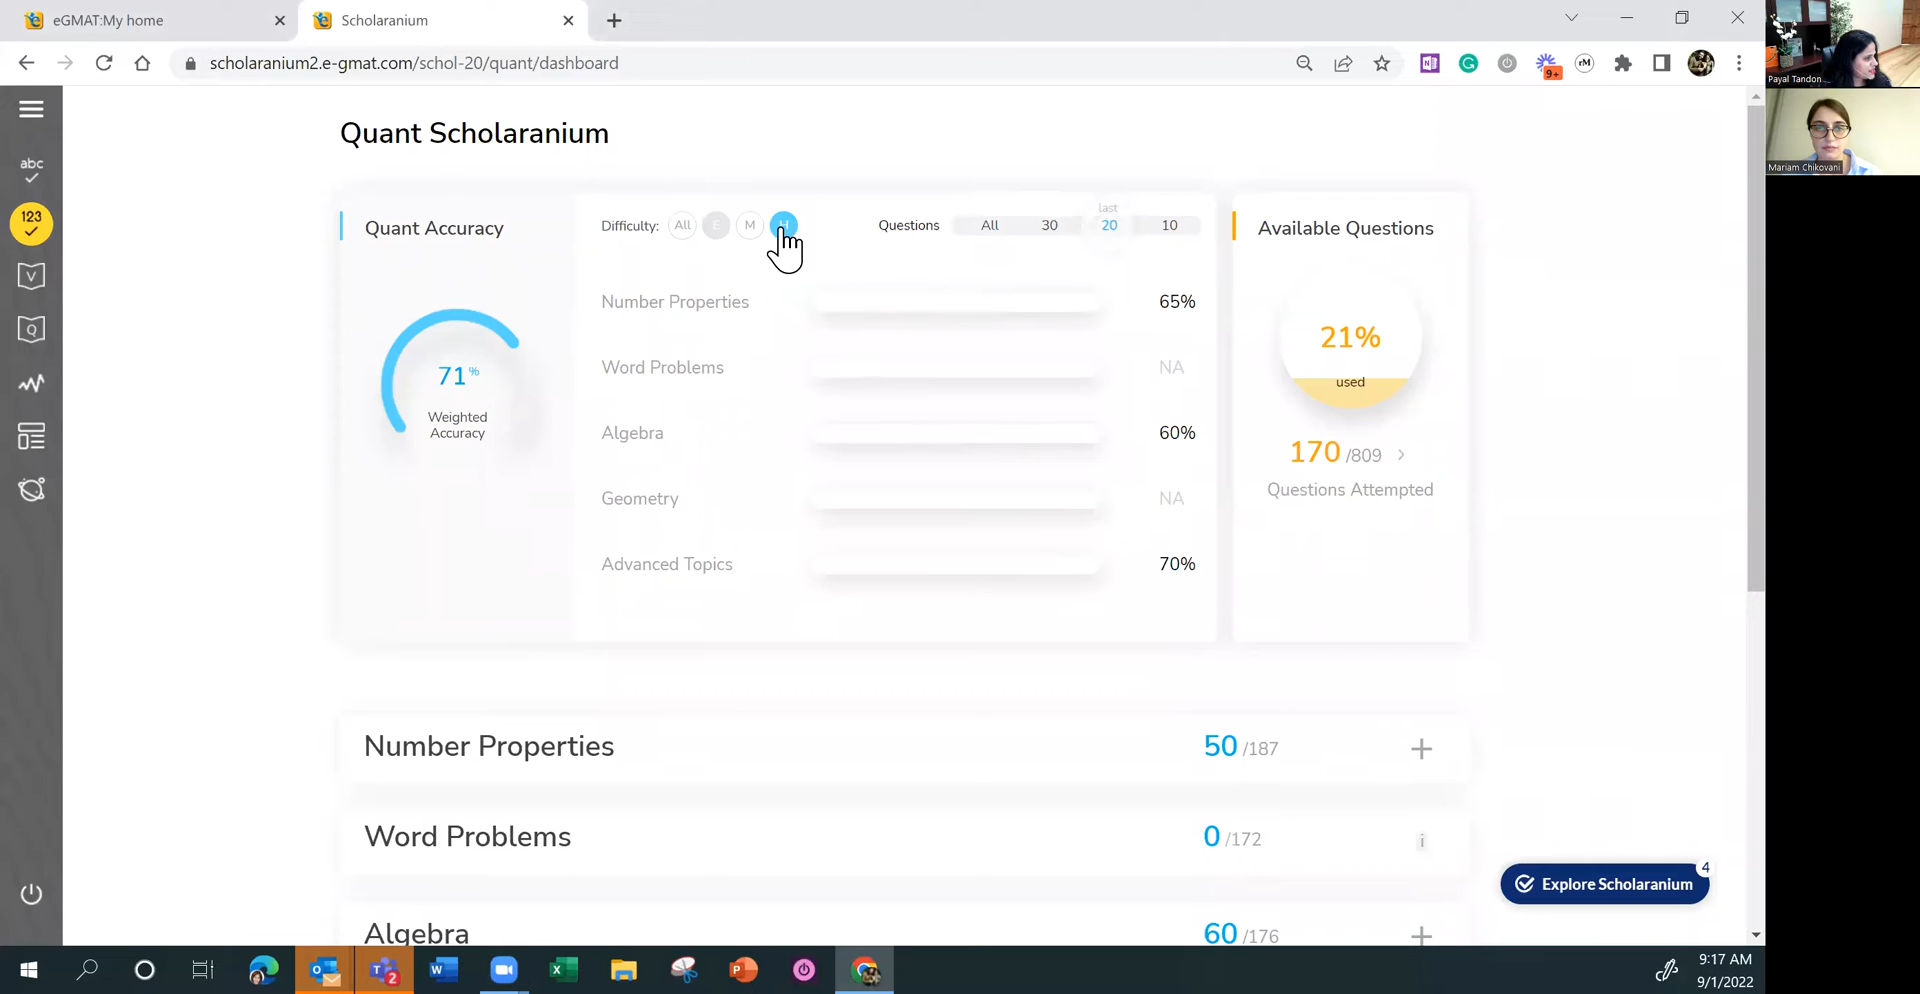 eGMAT:My home
Scholaranium
scholaranium2.e-gmat.com/schol-20/quant/dashboard
9+
rM
Payal Tandon
Mariam Chikovani
abc
123
V
Q
Quant Scholaranium
Quant Accuracy
71%
Weighted
Accuracy
Difficulty: All E M H
Questions All 30 last 20 10
Number Properties 65%
Word Problems NA
Algebra 60%
Geometry NA
Advanced Topics 70%
Available Questions
21%
used
170 /809 >
Questions Attempted
Number Properties 50 /187 +
Word Problems 0 /172 i
Algebra 60 /176 +
4
Explore Scholaranium
2
9:17 AM
9/1/2022